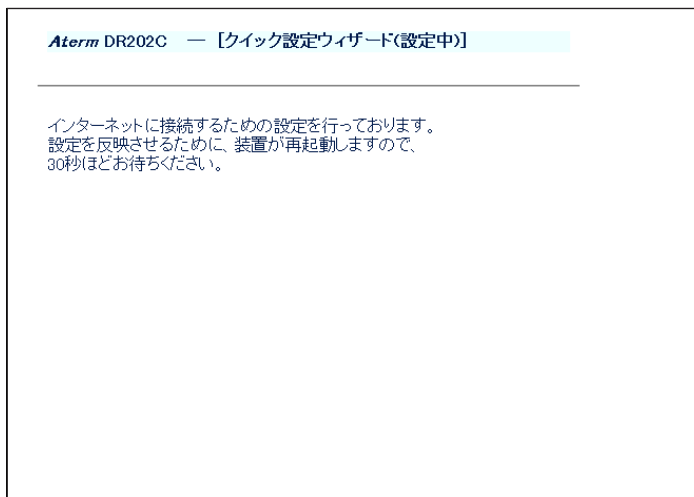 Aterm DR202C ― [クイック設定ウィザード(設定中)]
インターネットに接続するための設定を行っております。
設定を反映させるために、装置が再起動しますので、
30秒ほどお待ちください。